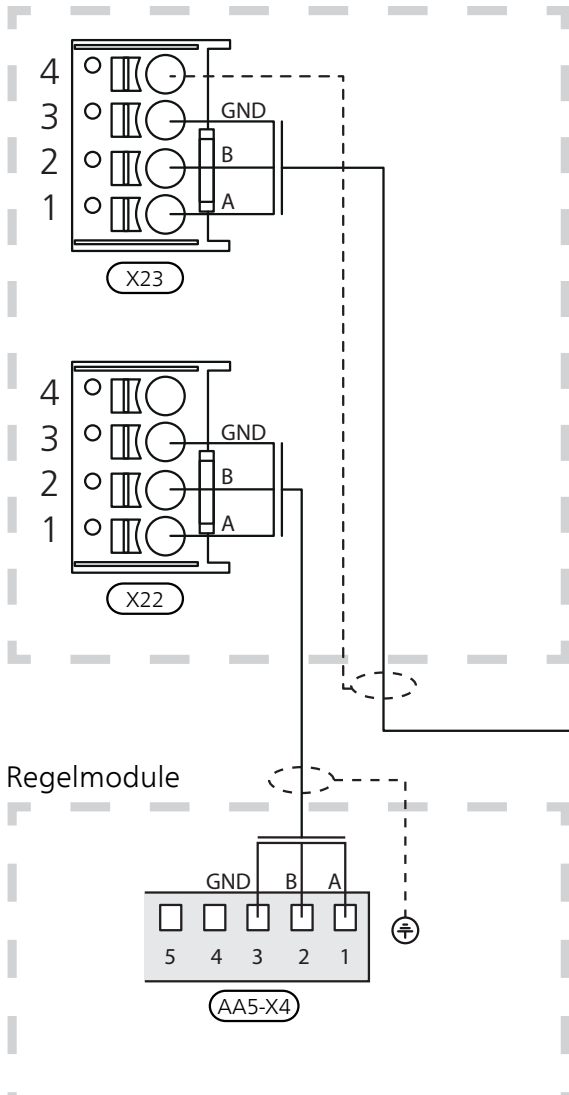 4
3 GND
2 B
1 A
X23
4
3 GND
2 B
1 A
X22
Regelmodule
GND B A
5 4 3 2 1
AA5-X4